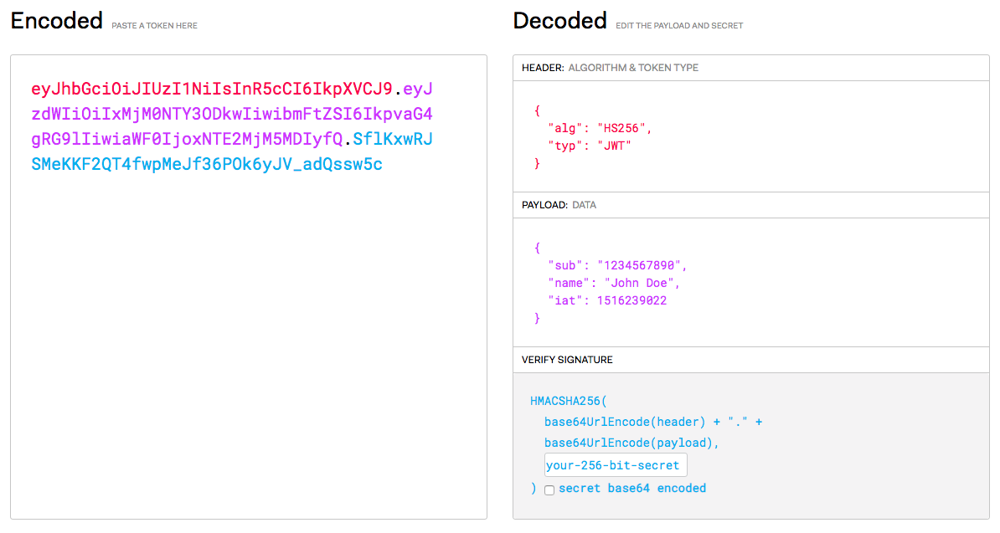 Encoded PASTE A TOKEN HERE
eyJhbGciOiJIUzI1NiIsInR5cCI6IkpXVCJ9.eyJ
zdWIiOiIxMjM0NTY3ODkwIiwibmFtZSI6IkpvaG4
gRG9lIiwiaWF0IjoxNTE2MjM5MDIyfQ.SflKxwRJ
SMeKKF2QT4fwpMeJf36POk6yJV_adQssw5c
Decoded EDIT THE PAYLOAD AND SECRET
HEADER: ALGORITHM & TOKEN TYPE
{
"alg": "HS256",
"typ": "JWT"
}
PAYLOAD: DATA
{
"sub": "1234567890",
"name": "John Doe",
"iat": 1516239022
}
VERIFY SIGNATURE
HMACSHA256(
base64UrlEncode(header) + "." +
base64UrlEncode(payload),
your-256-bit-secret
) secret base64 encoded